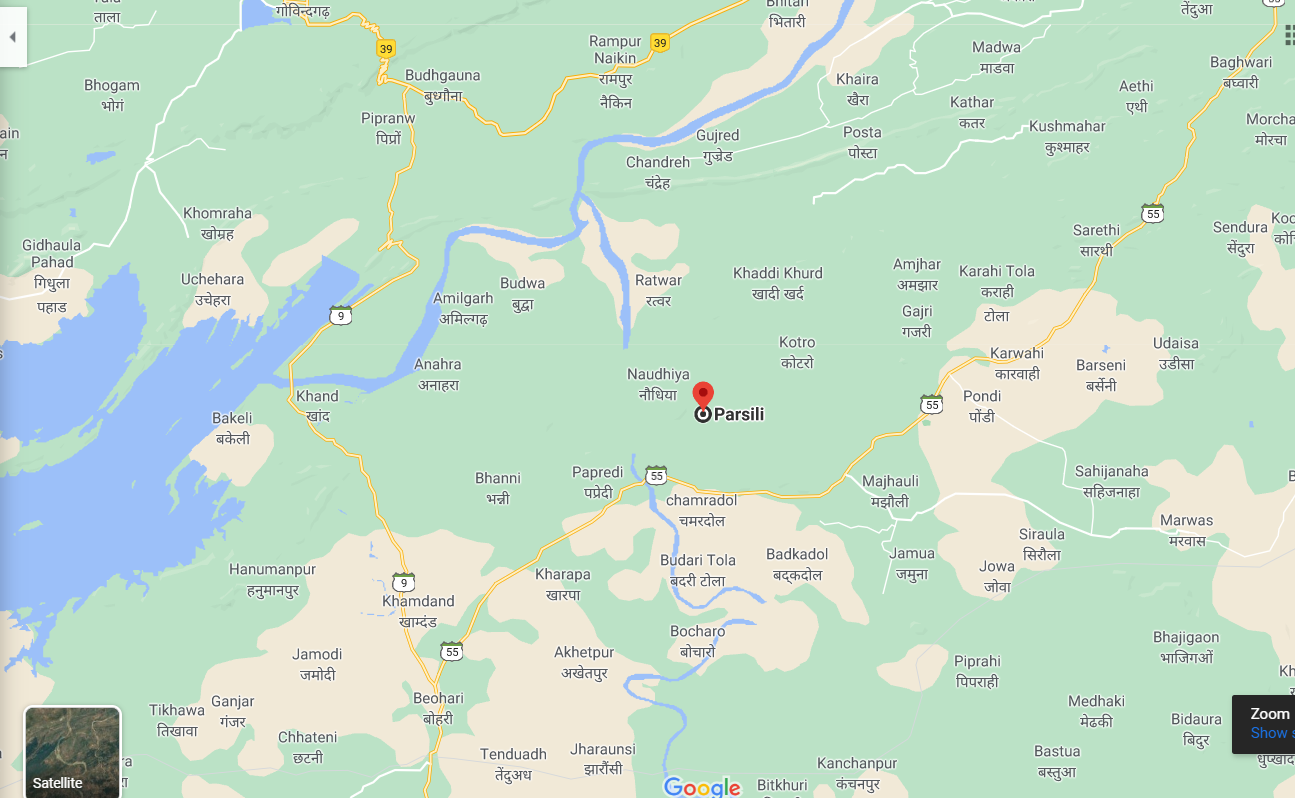 ताला
गोविन्दगढ़
Bhitari
भितारी
तेंदुआ
39
39
Rampur
Naikin
रामपुर
नैकिन
Madwa
माडवा
Baghwari
बघ्वारी
Budhgauna
बुधगौना
Bhogam
भोगं
Khaira
खैरा
Aethi
एथी
Kathar
कतर
Pipranw
पिप्रों
Gujred
गुज्रेड
Posta
पोस्टा
Kushmahar
कुश्माहर
Morcha
मोरचा
Chandreh
चंद्रेह
Khomraha
खोम्रह
55
Gidhaula
Pahad
गिधुला
पहाड
Sarethi
सारथी
Sendura
सेंदुरा
Uchehara
उचेहरा
Budwa
बुद्वा
Ratwar
रत्वर
Khaddi Khurd
खादी खर्द
Amjhar
अमझार
Karahi Tola
कराही
टोला
Amilgarh
अमिल्गढ़
9
Gajri
गजरी
Kotro
कोटरो
Karwahi
कारवाही
Barseni
बर्सेनी
Udaisa
उडीसा
Anahra
अनाहरा
Naudhiya
नौधिया
Khand
खांद
Parsili
55
Pondi
पोंडी
Bakeli
बकेली
Bhanni
भन्नी
Papredi
पप्रेदी
55
chamradol
चमरदोल
Majhauli
मझौली
Sahijanaha
सहिजनाहा
Marwas
मरवास
Siraula
सिरौला
Hanumanpur
हनुमानपुर
Budari Tola
बदरी टोला
Badkadol
बद्कदोल
Jamua
जमुना
Jowa
जोवा
Kharapa
खारपा
9
Khamdand
खाम्दंड
Bocharo
बोचारो
55
Jamodi
जमोदी
Akhetpur
अखेतपुर
Piprahi
पिपराही
Bhajigaon
भाजिगओं
Beohari
बोहरी
Tikhawa
तिखावा
Ganjar
गंजर
Medhaki
मेढकी
Bidaura
बिदुर
Zoom
Show
Chhateni
छटनी
Tenduadh
तेंदुअध
Jharaunsi
झारौंसी
Bastua
बस्तुआ
Kanchanpur
कंचनपुर
Satellite
Google
Bitkhuri